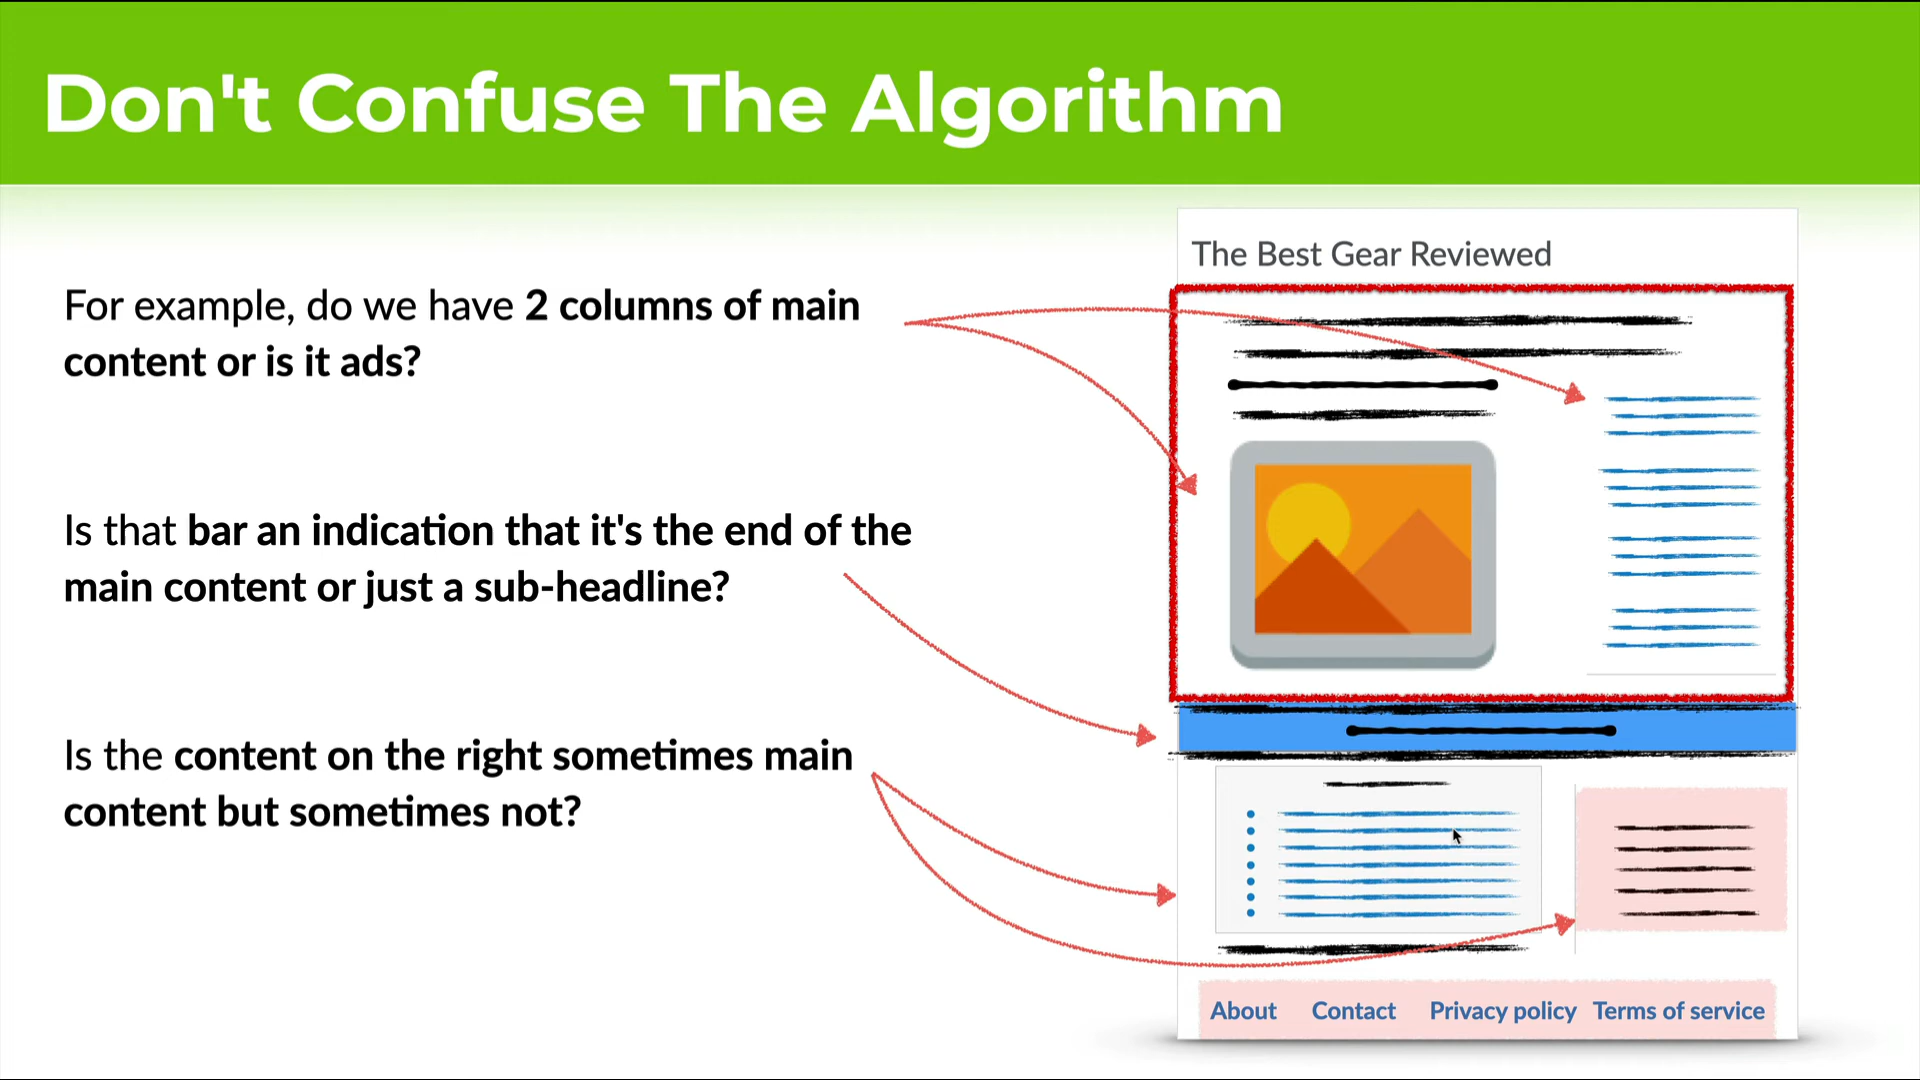 Don't Confuse The Algorithm
For example, do we have 2 columns of main
content or is it ads?
Is that bar an indication that it's the end of the
main content or just a sub-headline?
Is the content on the right sometimes main
content but sometimes not?
The Best Gear Reviewed
About Contact Privacy policy Terms of service